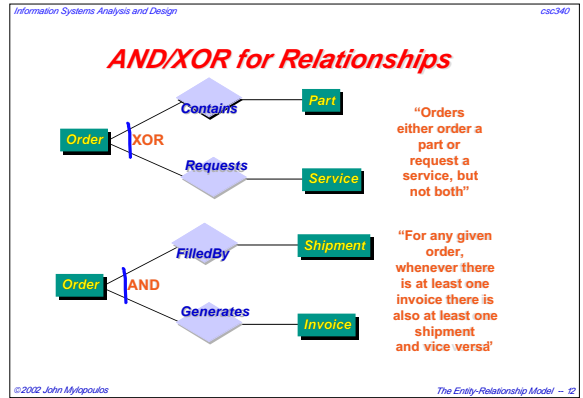 Information Systems Analysis and Design csc340
AND/XOR for Relationships
Contains
Part
Order
XOR
Requests
Service
"Orders
either order a
part or
request a
service, but
not both"
FilledBy
Shipment
Order
AND
Generates
Invoice
"For any given
order,
whenever there
is at least one
invoice there is
also at least one
shipment
and vice versa"
©2002 John Mylopoulos The Entity-Relationship Model -- 12